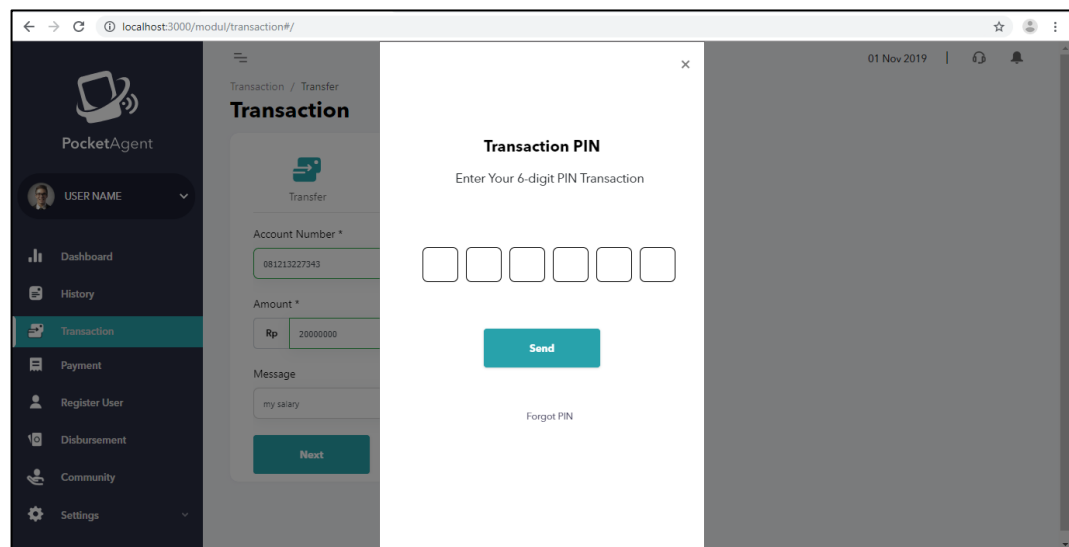 localhost:3000/modul/transaction#/
PocketAgent
USER NAME
Dashboard
History
Transaction
Payment
Register User
Disbursement
Community
Settings
01 Nov 2019
Transaction / Transfer
Transaction
Transfer
Account Number *
081213227343
Amount *
Rp 20000000
Message
my salary
Next
Transaction PIN
Enter Your 6-digit PIN Transaction
Send
Forgot PIN